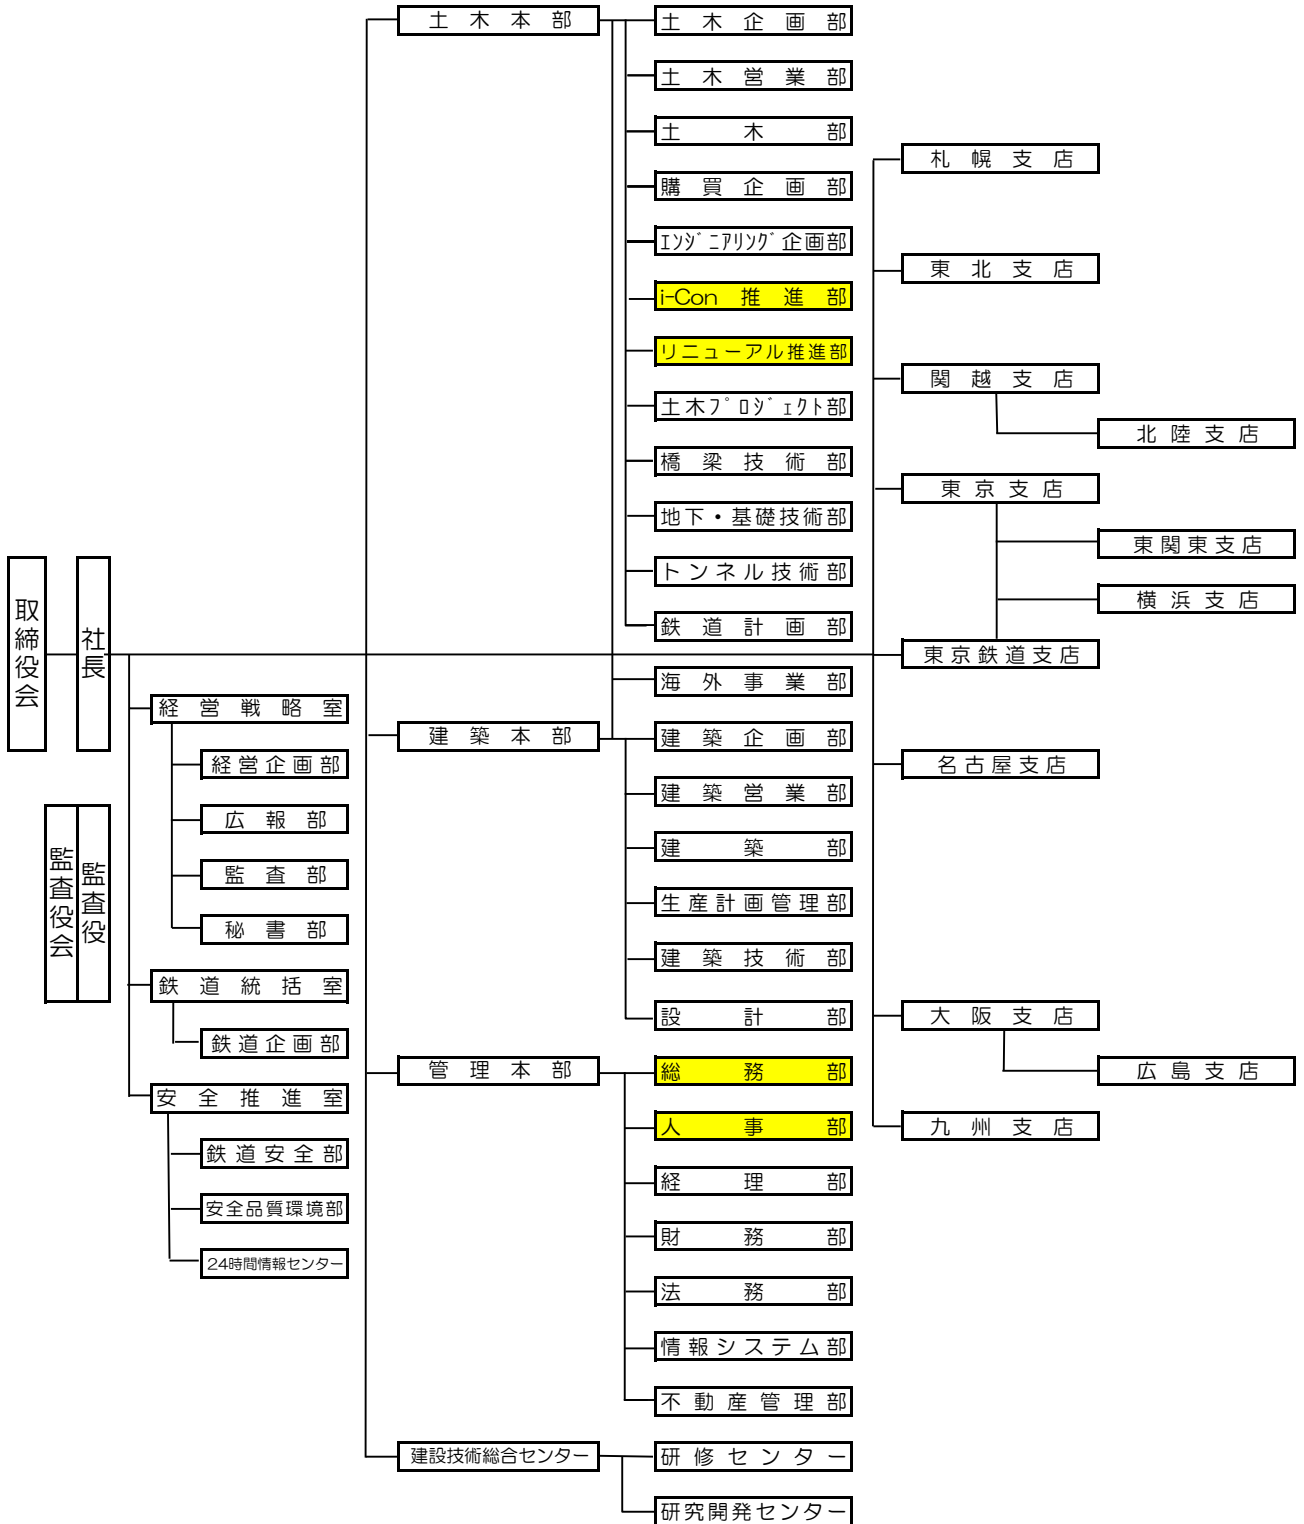 取締役会
社長
監査役会
監査役
経営戦略室
経営企画部
広報部
監査部
秘書部
鉄道統括室
鉄道企画部
安全推進室
鉄道安全部
安全品質環境部
24時間情報センター
土木本部
建築本部
管理本部
建設技術総合センター
土木企画部
土木営業部
土木部
購買企画部
ｴﾝｼﾞﾆｱﾘﾝｸﾞ企画部
i-Con推進部
リニューアル推進部
土木ﾌﾟﾛｼﾞｪｸﾄ部
橋梁技術部
地下・基礎技術部
トンネル技術部
鉄道計画部
海外事業部
建築企画部
建築営業部
建築部
生産計画管理部
建築技術部
設計部
総務部
人事部
経理部
財務部
法務部
情報システム部
不動産管理部
研修センター
研究開発センター
札幌支店
東北支店
関越支店
北陸支店
東京支店
東関東支店
横浜支店
東京鉄道支店
名古屋支店
大阪支店
広島支店
九州支店